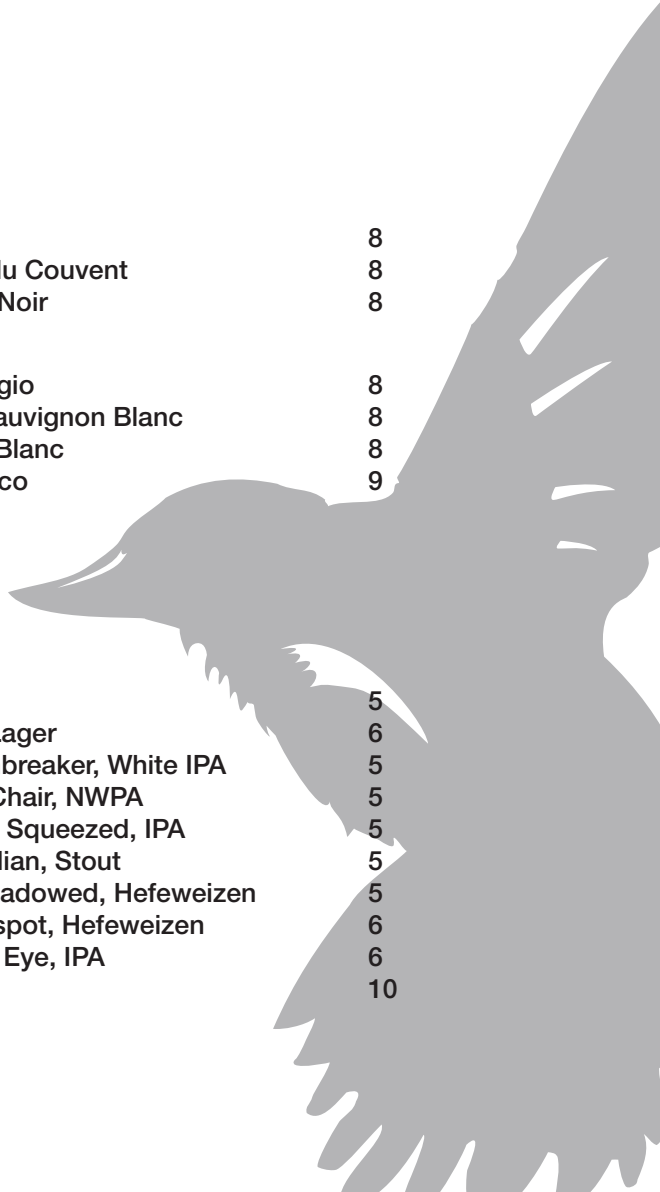 8
du Couvent 8
Noir 8
gio 8
auvignon Blanc 8
Blanc 8
co 9
5
Lager 6
breaker, White IPA 5
Chair, NWPA 5
Squeezed, IPA 5
lian, Stout 5
adowed, Hefeweizen 5
spot, Hefeweizen 6
Eye, IPA 6
10